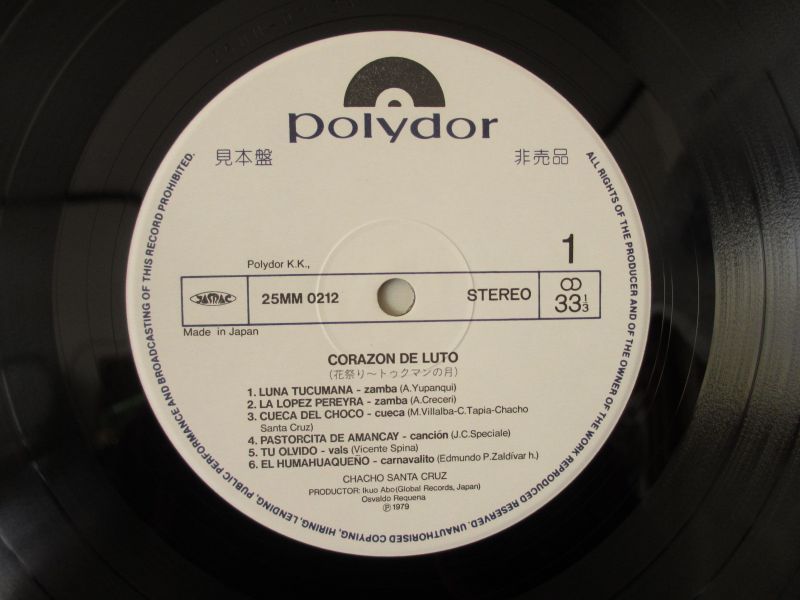 polydor
見本盤 非売品
1
Polydor K.K.,
JASRAC 25MM 0212 STEREO 33 1/3
Made in Japan
CORAZON DE LUTO
(花祭り〜トゥクマンの月)
1. LUNA TUCUMANA - zamba (A.Yupanqui)
2. LA LOPEZ PEREYRA - zamba (A.Creceri)
3. CUECA DEL CHOCO - cueca (M.Villalba-C.Tapia-Chacho
Santa Cruz)
4. PASTORCITA DE AMANCAY - canción (J.C.Speciale)
5. TU OLVIDO - vals (Vicente Spina)
6. EL HUMAHUAQUEÑO - carnavalito (Edmundo P.Zaldívar h.)
CHACHO SANTA CRUZ
PRODUCTOR: Ikuo Abo(Global Records, Japan)
Osvaldo Requena
Ⓟ 1979
ALL RIGHTS OF THE PRODUCER AND OF THE OWNER OF THE WORK REPRODUCED RESERVED. UNAUTHORISED COPYING, HIRING, LENDING, PUBLIC PERFORMANCE AND BROADCASTING OF THIS RECORD PROHIBITED.